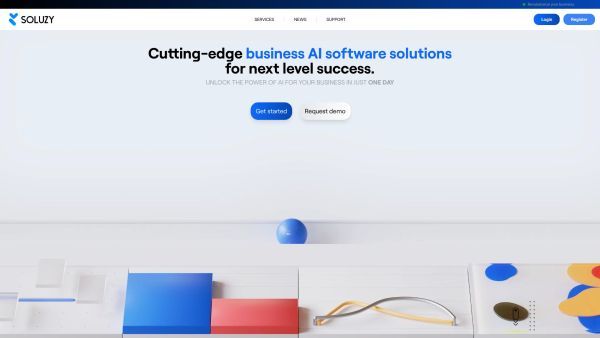 Revolutionize your business
SOLUZY
SERVICES
NEWS
SUPPORT
Login
Register
Cutting-edge business AI software solutions
for next level success.
UNLOCK THE POWER OF AI FOR YOUR BUSINESS IN JUST ONE DAY
Get started
Request demo